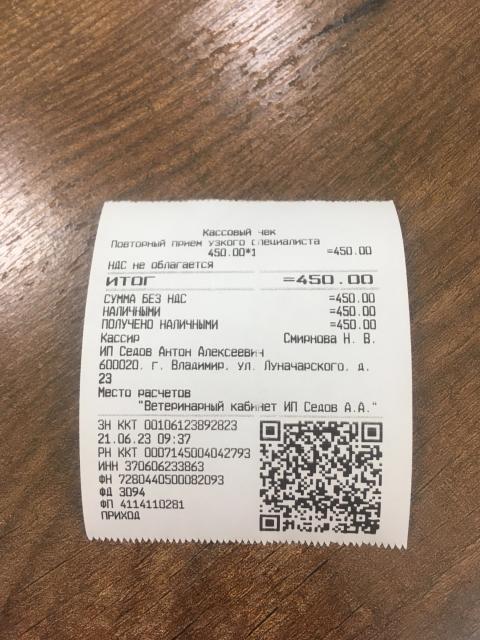 Кассовый чек
Повторный прием узкого специалиста
450.00*1 =450.00
НДС не облагается
ИТОГ =450.00
СУММА БЕЗ НДС =450.00
НАЛИЧНЫМИ =450.00
ПОЛУЧЕНО НАЛИЧНЫМИ =450.00
Кассир Смирнова Н. В.
ИП Седов Антон Алексеевич
600020, г. Владимир, ул. Луначарского, д.
23
Место расчетов
"Ветеринарный кабинет ИП Седов А.А."
ЗН ККТ 00106123892823
21.06.23 09:37
РН ККТ 0007145004042793
ИНН 370606233863
ФН 7280440500082093
ФД 3094
ФП 4114110281
ПРИХОД